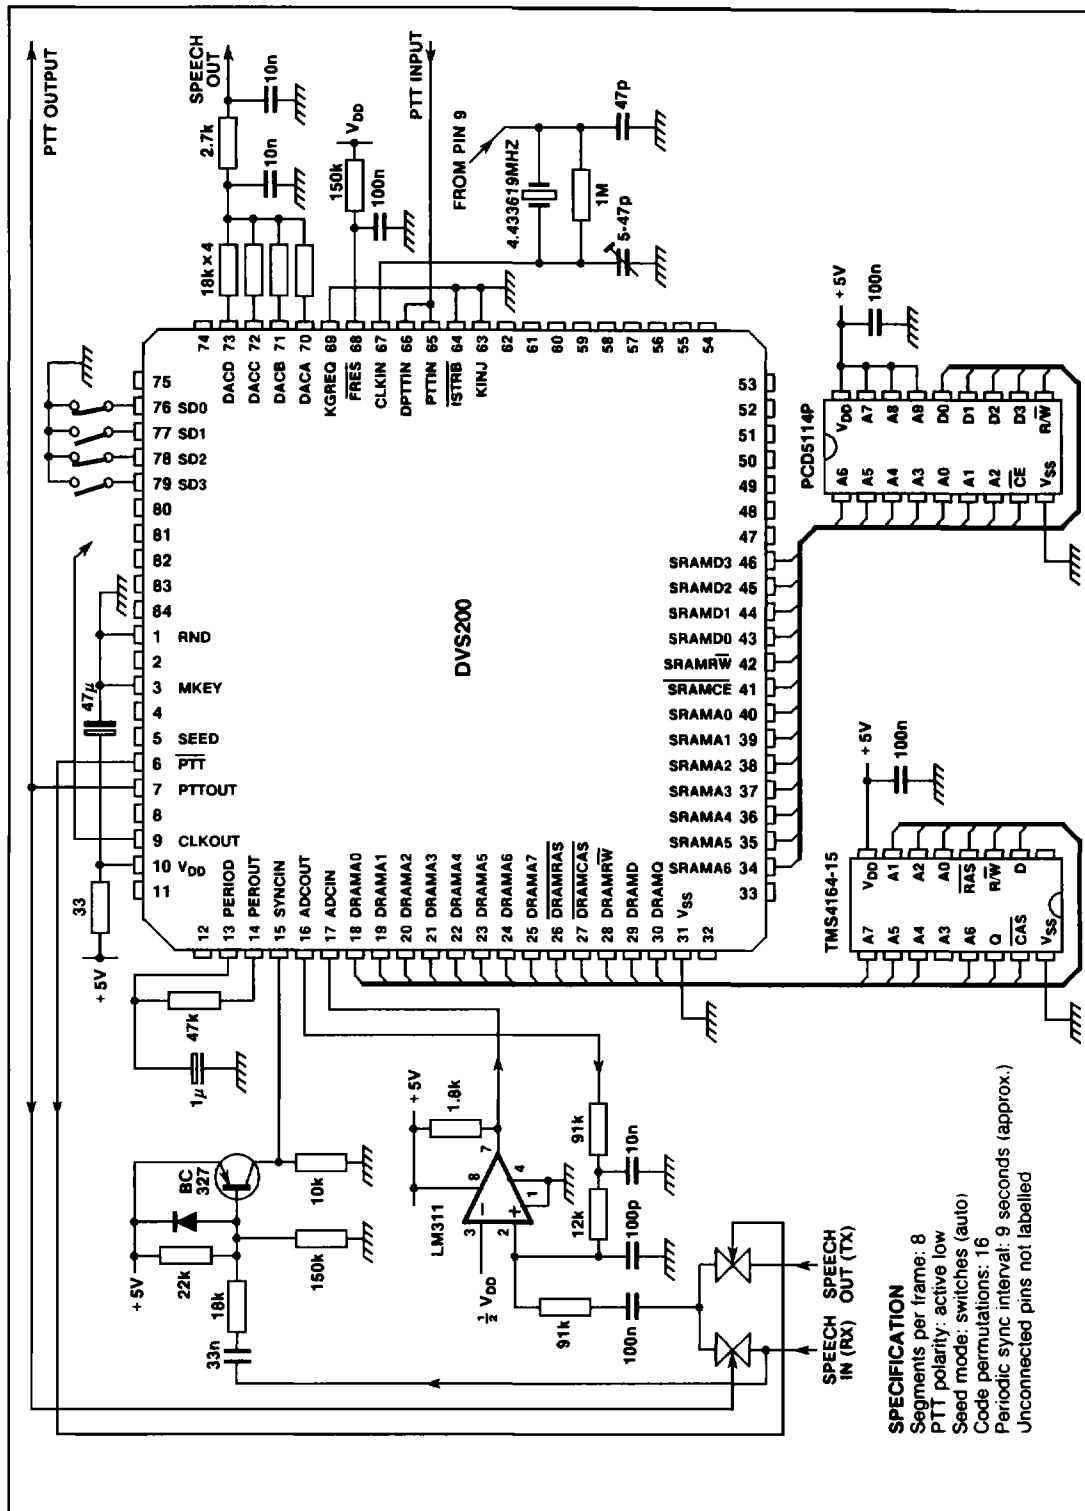 PTT OUTPUT
SPEECH OUT
2.7k
10n
10n
18k × 4
PTT INPUT
VDD
150k
100n
FROM PIN 9
4.433619MHZ
47p
1M
5-47p
74
DACD 73
DACC 72
DACB 71
DACA 70
KGREQ 69
FRES 68
CLKIN 67
DPTTIN 66
PTTIN 65
ISTRB 64
KINJ 63
62
61
60
59
58
57
56
55
54
75
76 SD0
77 SD1
78 SD2
79 SD3
80
81
82
83
84
1 RND
2
3 MKEY
4
5 SEED
6 PTT
7 PTTOUT
8
9 CLKOUT
10 VDD
11
47µ
33
+5V
DVS200
53
52
51
50
49
48
47
SRAMD3 46
SRAMD2 45
SRAMD1 44
SRAMD0 43
SRAMRW 42
SRAMCE 41
SRAMA0 40
SRAMA1 39
SRAMA2 38
SRAMA3 37
SRAMA4 36
SRAMA5 35
SRAMA6 34
33
12
13 PERIOD
14 PEROUT
15 SYNCIN
16 ADCOUT
17 ADCIN
18 DRAMA0
19 DRAMA1
20 DRAMA2
21 DRAMA3
22 DRAMA4
23 DRAMA5
24 DRAMA6
25 DRAMA7
26 DRAMRAS
27 DRAMCAS
28 DRAMRW
29 DRAMD
30 DRAMQ
31 VSS
32
PCD5114P
+5V
100n
A6 VDD
A5 A7
A4 A8
A3 A9
A0 D0
A1 D1
A2 D2
CE D3
VSS R/W
TMS4164-15
+5V
100n
A7 VDD
A5 A1
A4 A2
A3 A0
A6 RAS
Q R/W
CAS D
VSS
47k
1µ
BC 327
+5V
22k
18k
33n
150k
10k
+5V
1.8k
LM311
3
2
8
7
4
1
−
+
½ VDD
91k
10n
12k
100p
91k
100n
SPEECH IN (RX)
SPEECH OUT (TX)
SPECIFICATION
Segments per frame: 8
PTT polarity: active low
Seed mode: switches (auto)
Code permutations: 16
Periodic sync interval: 9 seconds (approx.)
Unconnected pins not labelled